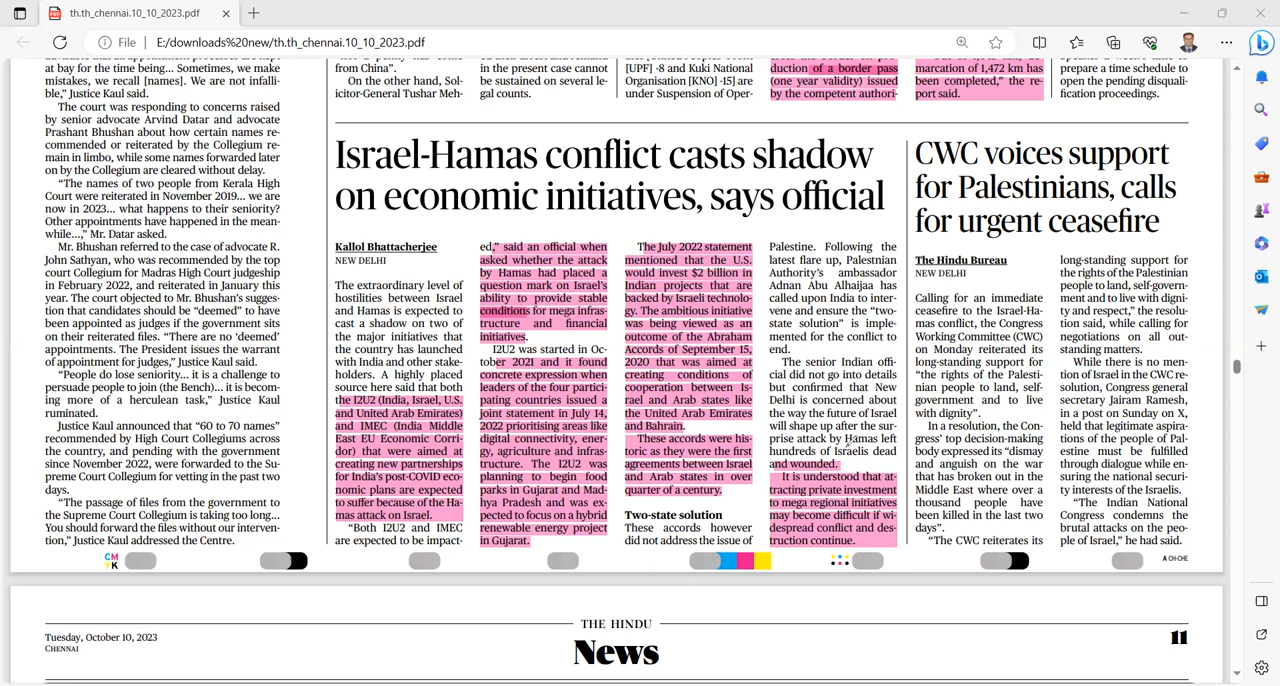 th.th_chennai.10_10_2023.pdf
File
E:/downloads%20new/th.th_chennai.10_10_2023.pdf
at bay for the time being... Sometimes, we make
mistakes, we recall [names]. We are not infalli-
ble,” Justice Kaul said.
The court was responding to concerns raised
by senior advocate Arvind Datar and advocate
Prashant Bhushan about how certain names re-
commended or reiterated by the Collegium re-
main in limbo, while some names forwarded later
on by the Collegium are cleared without delay.
“The names of two people from Kerala High
Court were reiterated in November 2019... we are
now in 2023... what happens to their seniority?
Other appointments have happened in the mean-
while...,” Mr. Datar asked.
Mr. Bhushan referred to the case of advocate R.
John Sathyan, who was recommended by the top
court Collegium for Madras High Court judgeship
in February 2022, and reiterated in January this
year. The court objected to Mr. Bhushan’s sugges-
tion that candidates should be “deemed” to have
been appointed as judges if the government sits
on their reiterated files. “There are no ‘deemed’
appointments. The President issues the warrant
of appointment for judges,” Justice Kaul said.
“People do lose seniority... it is a challenge to
persuade people to join (the Bench)... it is becom-
ing more of a herculean task,” Justice Kaul
ruminated.
Justice Kaul announced that “60 to 70 names”
recommended by High Court Collegiums across
the country, and pending with the government
since November 2022, were forwarded to the Su-
preme Court Collegium for vetting in the past two
days.
“The passage of files from the government to
the Supreme Court Collegium is taking too long...
You should forward the files without our interven-
tion,” Justice Kaul addressed the Centre.
from China”.
On the other hand, Sol-
icitor-General Tushar Meh-
in the present case cannot
be sustained on several le-
gal counts.
[UPP] -8 and Kuki National
Organisation [KNO] -15] are
under Suspension of Oper-
duction of a border pass
(one year validity) issued
by the competent authori-
marcation of 1,472 km has
been completed,” the re-
port said.
prepare a time schedule to
open the pending disquali-
fication proceedings.
Israel-Hamas conflict casts shadow
on economic initiatives, says official
Kallol Bhattacherjee
NEW DELHI
The extraordinary level of
hostilities between Israel
and Hamas is expected to
cast a shadow on two of
the major initiatives that
the country has launched
with India and other stake-
holders. A highly placed
source here said that both
the I2U2 (India, Israel, U.S.
and United Arab Emirates)
and IMEC (India Middle
East EU Economic Corri-
dor) that were aimed at
creating new partnerships
for India’s post-COVID eco-
nomic plans are expected
to suffer because of the Ha-
mas attack on Israel.
“Both I2U2 and IMEC
are expected to be impact-
ed,” said an official when
asked whether the attack
by Hamas had placed a
question mark on Israel’s
ability to provide stable
conditions for mega infras-
tructure and financial
initiatives.
I2U2 was started in Oc-
tober 2021 and it found
concrete expression when
leaders of the four partici-
pating countries issued a
joint statement in July 14,
2022 prioritising areas like
digital connectivity, ener-
gy, agriculture and infras-
tructure. The I2U2 was
planning to begin food
parks in Gujarat and Mad-
hya Pradesh and was ex-
pected to focus on a hybrid
renewable energy project
in Gujarat.
The July 2022 statement
mentioned that the U.S.
would invest $2 billion in
Indian projects that are
backed by Israeli technolo-
gy. The ambitious initiative
was being viewed as an
outcome of the Abraham
Accords of September 15,
2020 that was aimed at
creating conditions of
cooperation between Is-
rael and Arab states like
the United Arab Emirates
and Bahrain.
These accords were his-
toric as they were the first
agreements between Israel
and Arab states in over
quarter of a century.
Two-state solution
These accords however
did not address the issue of
Palestine. Following the
latest flare up, Palestnian
Authority’s ambassador
Adnan Abu Alhaijaa has
called upon India to inter-
vene and ensure the “two-
state solution” is imple-
mented for the conflict to
end.
The senior Indian offi-
cial did not go into details
but confirmed that New
Delhi is concerned about
the way the future of Israel
will shape up after the sur-
prise attack by Hamas left
hundreds of Israelis dead
and wounded.
It is understood that at-
tracting private investment
to mega regional initiatives
may become difficult if wi-
despread conflict and des-
truction continue.
CWC voices support
for Palestinians, calls
for urgent ceasefire
The Hindu Bureau
NEW DELHI
Calling for an immediate
ceasefire to the Israel-Ha-
mas conflict, the Congress
Working Committee (CWC)
on Monday reiterated its
long-standing support for
“the rights of the Palesti-
nian people to land, self-
government and to live
with dignity”.
In a resolution, the Con-
gress’ top decision-making
body expressed its “dismay
and anguish on the war
that has broken out in the
Middle East where over a
thousand people have
been killed in the last two
days”.
“The CWC reiterates its
long-standing support for
the rights of the Palestinian
people to land, self-govern-
ment and to live with digni-
ty and respect,” the resolu-
tion said, while calling for
negotiations on all out-
standing matters.
While there is no men-
tion of Israel in the CWC re-
solution, Congress general
secretary Jairam Ramesh,
in a post on Sunday on X,
held that legitimate aspira-
tions of the people of Pal-
estine must be fulfilled
through dialogue while en-
suring the national securi-
ty interests of the Israelis.
“The Indian National
Congress condemns the
brutal attacks on the peo-
ple of Israel,” he had said.
CM
YK
A CH-CHE
THE HINDU
Tuesday, October 10, 2023
CHENNAI
News
11